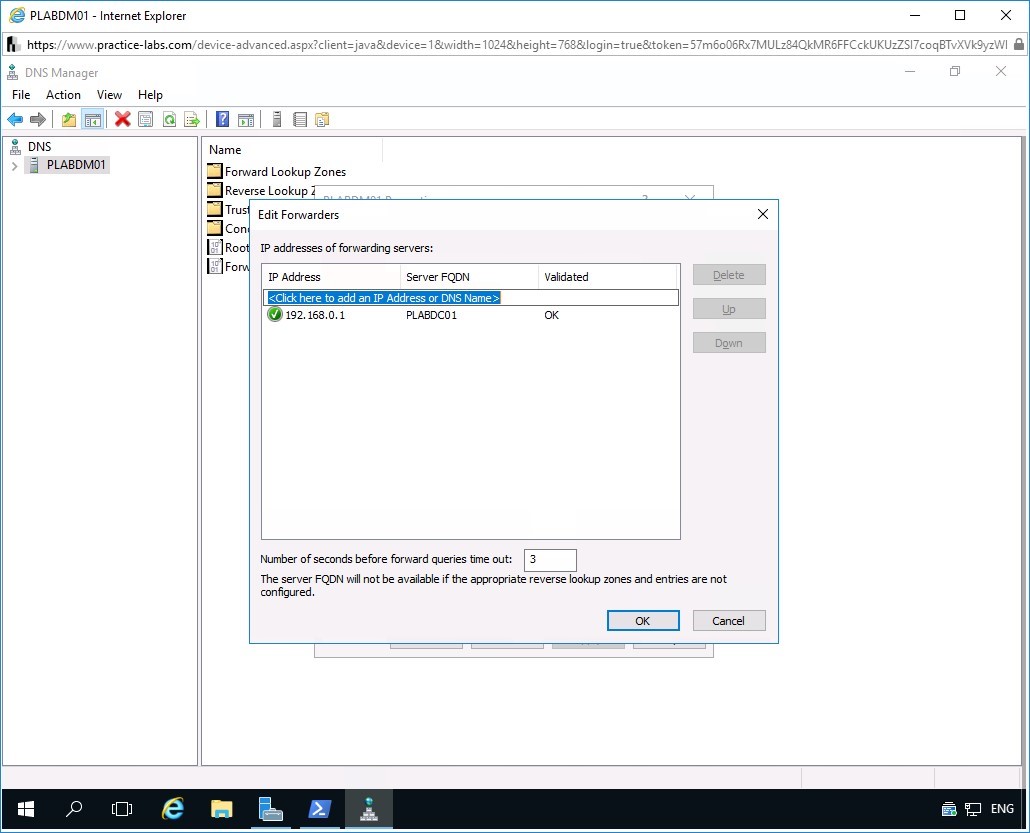 PLABDM01 - Internet Explorer
https://www.practice-labs.com/device-advanced.aspx?client=java&device=1&width=1024&height=768&login=true&token=57m6o06Rx7MULz84QkMR6FFCckUKUzZSI7coqBTvXVk9yzWl
DNS Manager
File Action View Help
DNS
PLABDM01
Name
Forward Lookup Zones
Reverse Lookup Z
Trust
Conc
Root
Forw
Edit Forwarders
IP addresses of forwarding servers:
IP Address Server FQDN Validated
<Click here to add an IP Address or DNS Name>
192.168.0.1 PLABDC01 OK
Delete
Up
Down
Number of seconds before forward queries time out: 3
The server FQDN will not be available if the appropriate reverse lookup zones and entries are not
configured.
OK Cancel
ENG